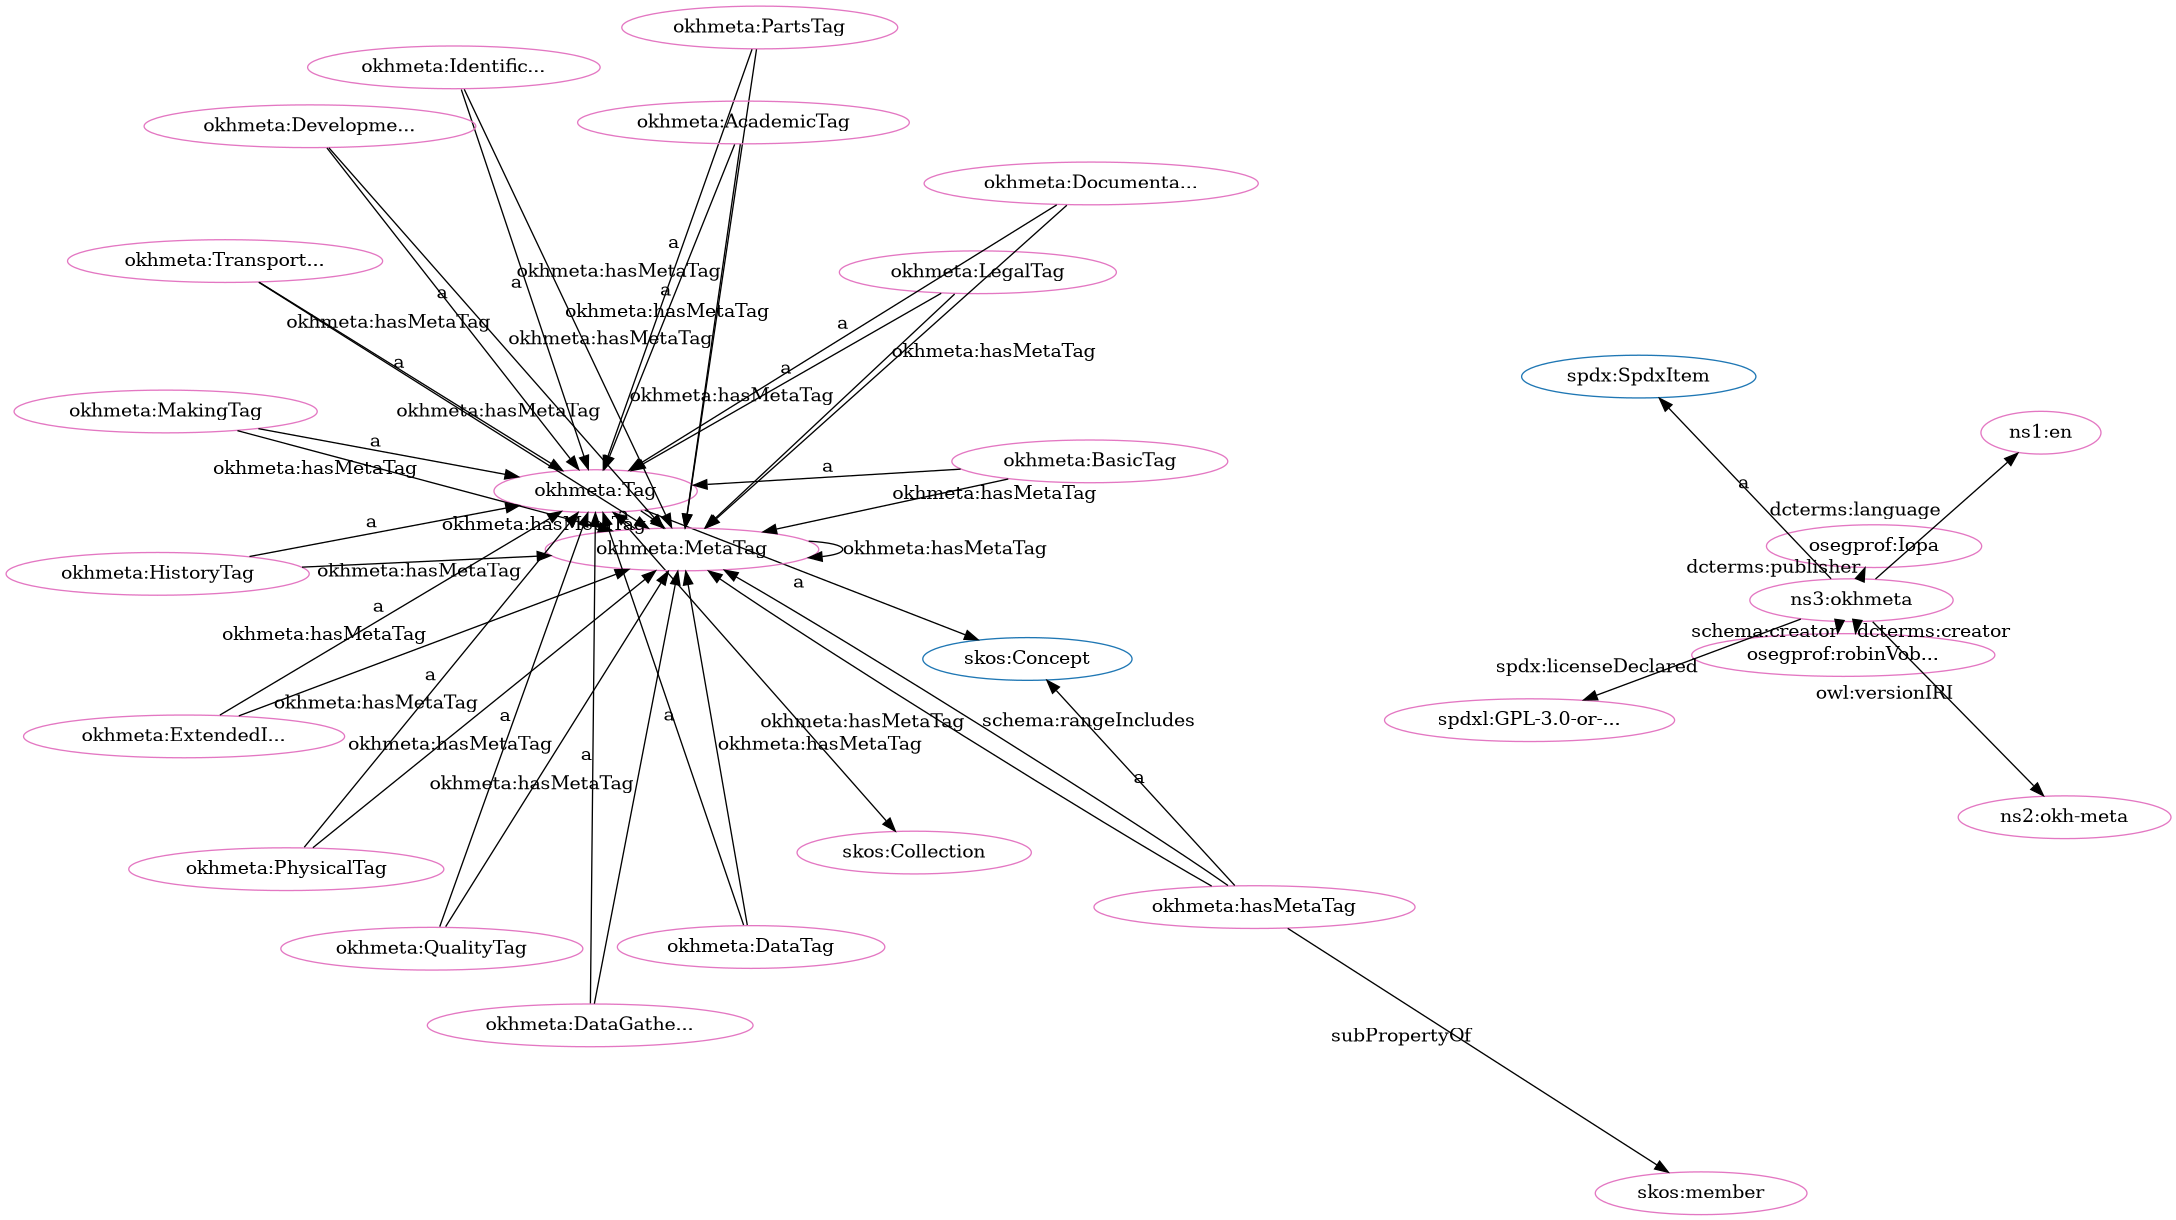 okhmeta:PartsTag
okhmeta:Identific...
okhmeta:Developme...
okhmeta:AcademicTag
okhmeta:Documenta...
okhmeta:Transport...
okhmeta:LegalTag
a
okhmeta:hasMetaTag
a
a
a
okhmeta:hasMetaTag
okhmeta:hasMetaTag
a
okhmeta:hasMetaTag
okhmeta:hasMetaTag
a
a
spdx:SpdxItem
okhmeta:hasMetaTag
okhmeta:MakingTag
okhmeta:hasMetaTag
ns1:en
a
okhmeta:BasicTag
a
okhmeta:hasMetaTag
a
okhmeta:Tag
okhmeta:hasMetaTag
dcterms:language
a
okhmeta:hasMetaTag
a
osegprof:Iopa
okhmeta:MetaTag
okhmeta:hasMetaTag
okhmeta:HistoryTag
okhmeta:hasMetaTag
dcterms:publisher
a
ns3:okhmeta
a
okhmeta:hasMetaTag
schema:creator
dcterms:creator
skos:Concept
osegprof:robinVob...
spdx:licenseDeclared
a
owl:versionIRI
okhmeta:hasMetaTag
a
a
okhmeta:hasMetaTag
schema:rangeIncludes
spdxl:GPL-3.0-or-...
okhmeta:ExtendedI...
okhmeta:hasMetaTag
okhmeta:hasMetaTag
a
a
okhmeta:hasMetaTag
ns2:okh-meta
skos:Collection
okhmeta:PhysicalTag
okhmeta:hasMetaTag
okhmeta:QualityTag
okhmeta:DataTag
okhmeta:DataGathe...
subPropertyOf
skos:member